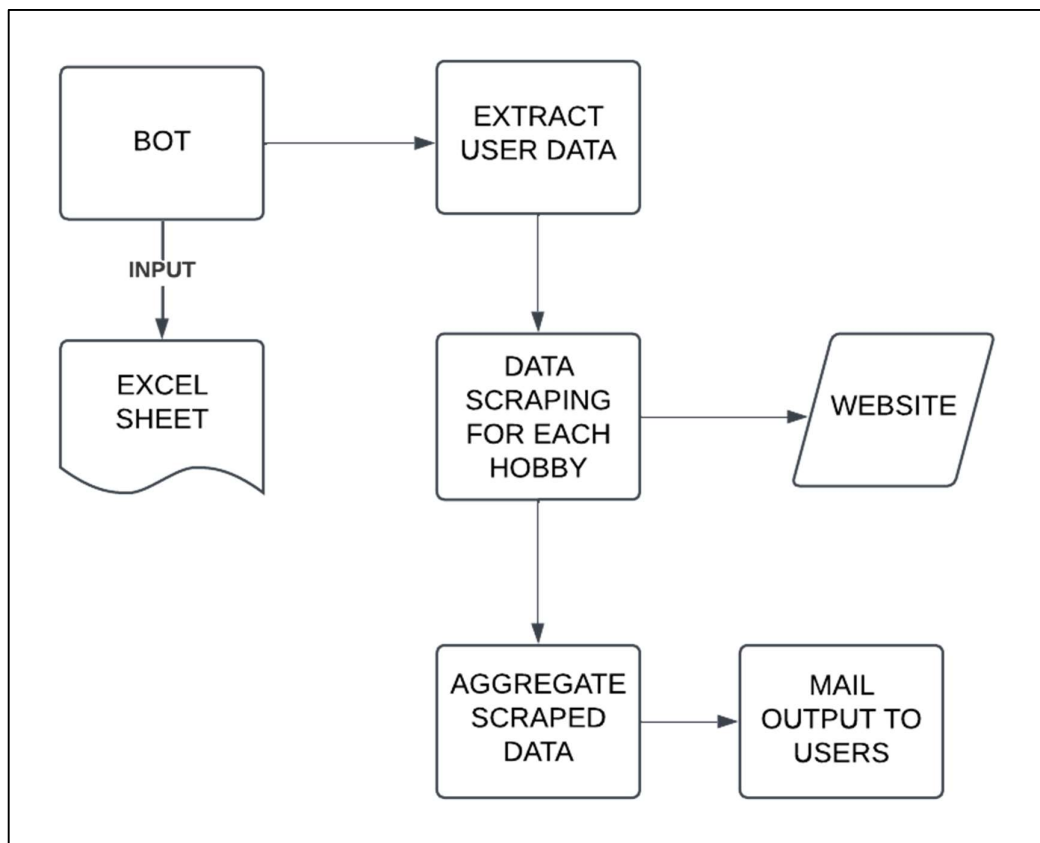 BOT
EXTRACT
USER DATA
INPUT
EXCEL
SHEET
DATA
SCRAPING
FOR EACH
HOBBY
WEBSITE
AGGREGATE
SCRAPED
DATA
MAIL
OUTPUT TO
USERS